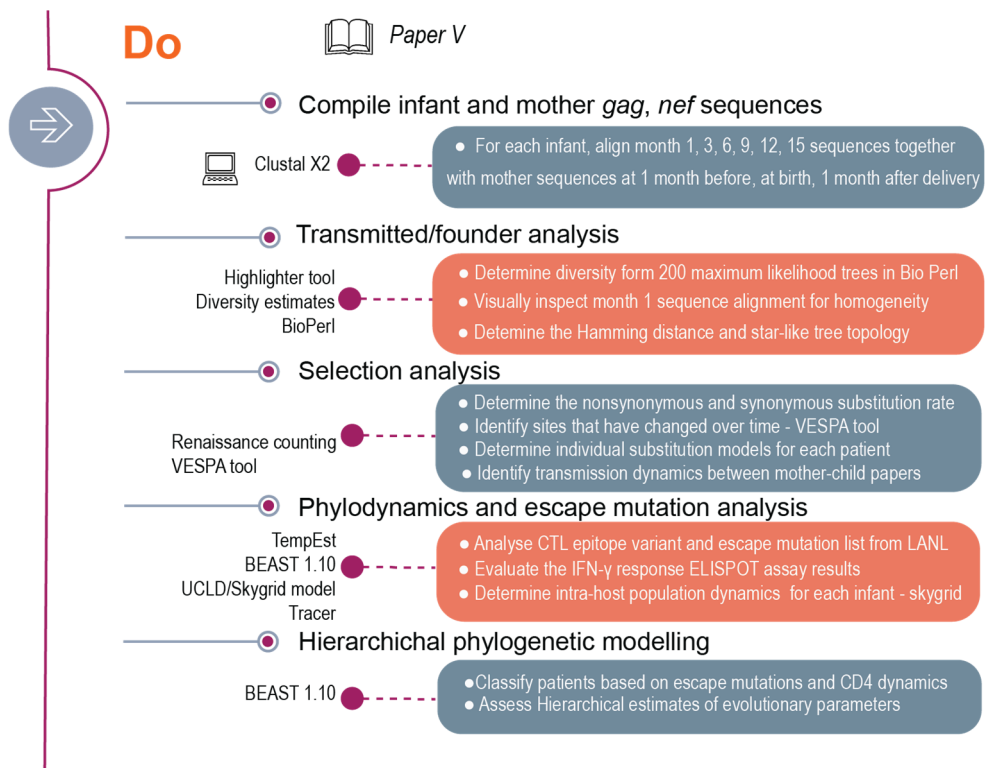 Do
Paper V
Compile infant and mother gag, nef sequences
Clustal X2
● For each infant, align month 1, 3, 6, 9, 12, 15 sequences together
with mother sequences at 1 month before, at birth, 1 month after delivery
Transmitted/founder analysis
Highlighter tool
Diversity estimates
BioPerl
● Determine diversity form 200 maximum likelihood trees in Bio Perl
● Visually inspect month 1 sequence alignment for homogeneity
● Detemine the Hamming distance and star-like tree topology
Selection analysis
Renaissance counting
VESPA tool
● Determine the nonsynonymous and synonymous substitution rate
● Identify sites that have changed over time - VESPA tool
● Determine individual substitution models for each patient
● Identify transmission dynamics between mother-child papers
Phylodynamics and escape mutation analysis
TempEst
BEAST 1.10
UCLD/Skygrid model
Tracer
● Analyse CTL epitope variant and escape mutation list from LANL
● Evaluate the IFN-γ response ELISPOT assay results
● Determine intra-host population dynamics for each infant - skygrid
Hierarchichal phylogenetic modelling
BEAST 1.10
●Classify patients based on escape mutations and CD4 dynamics
● Assess Hierarchical estimates of evolutionary parameters